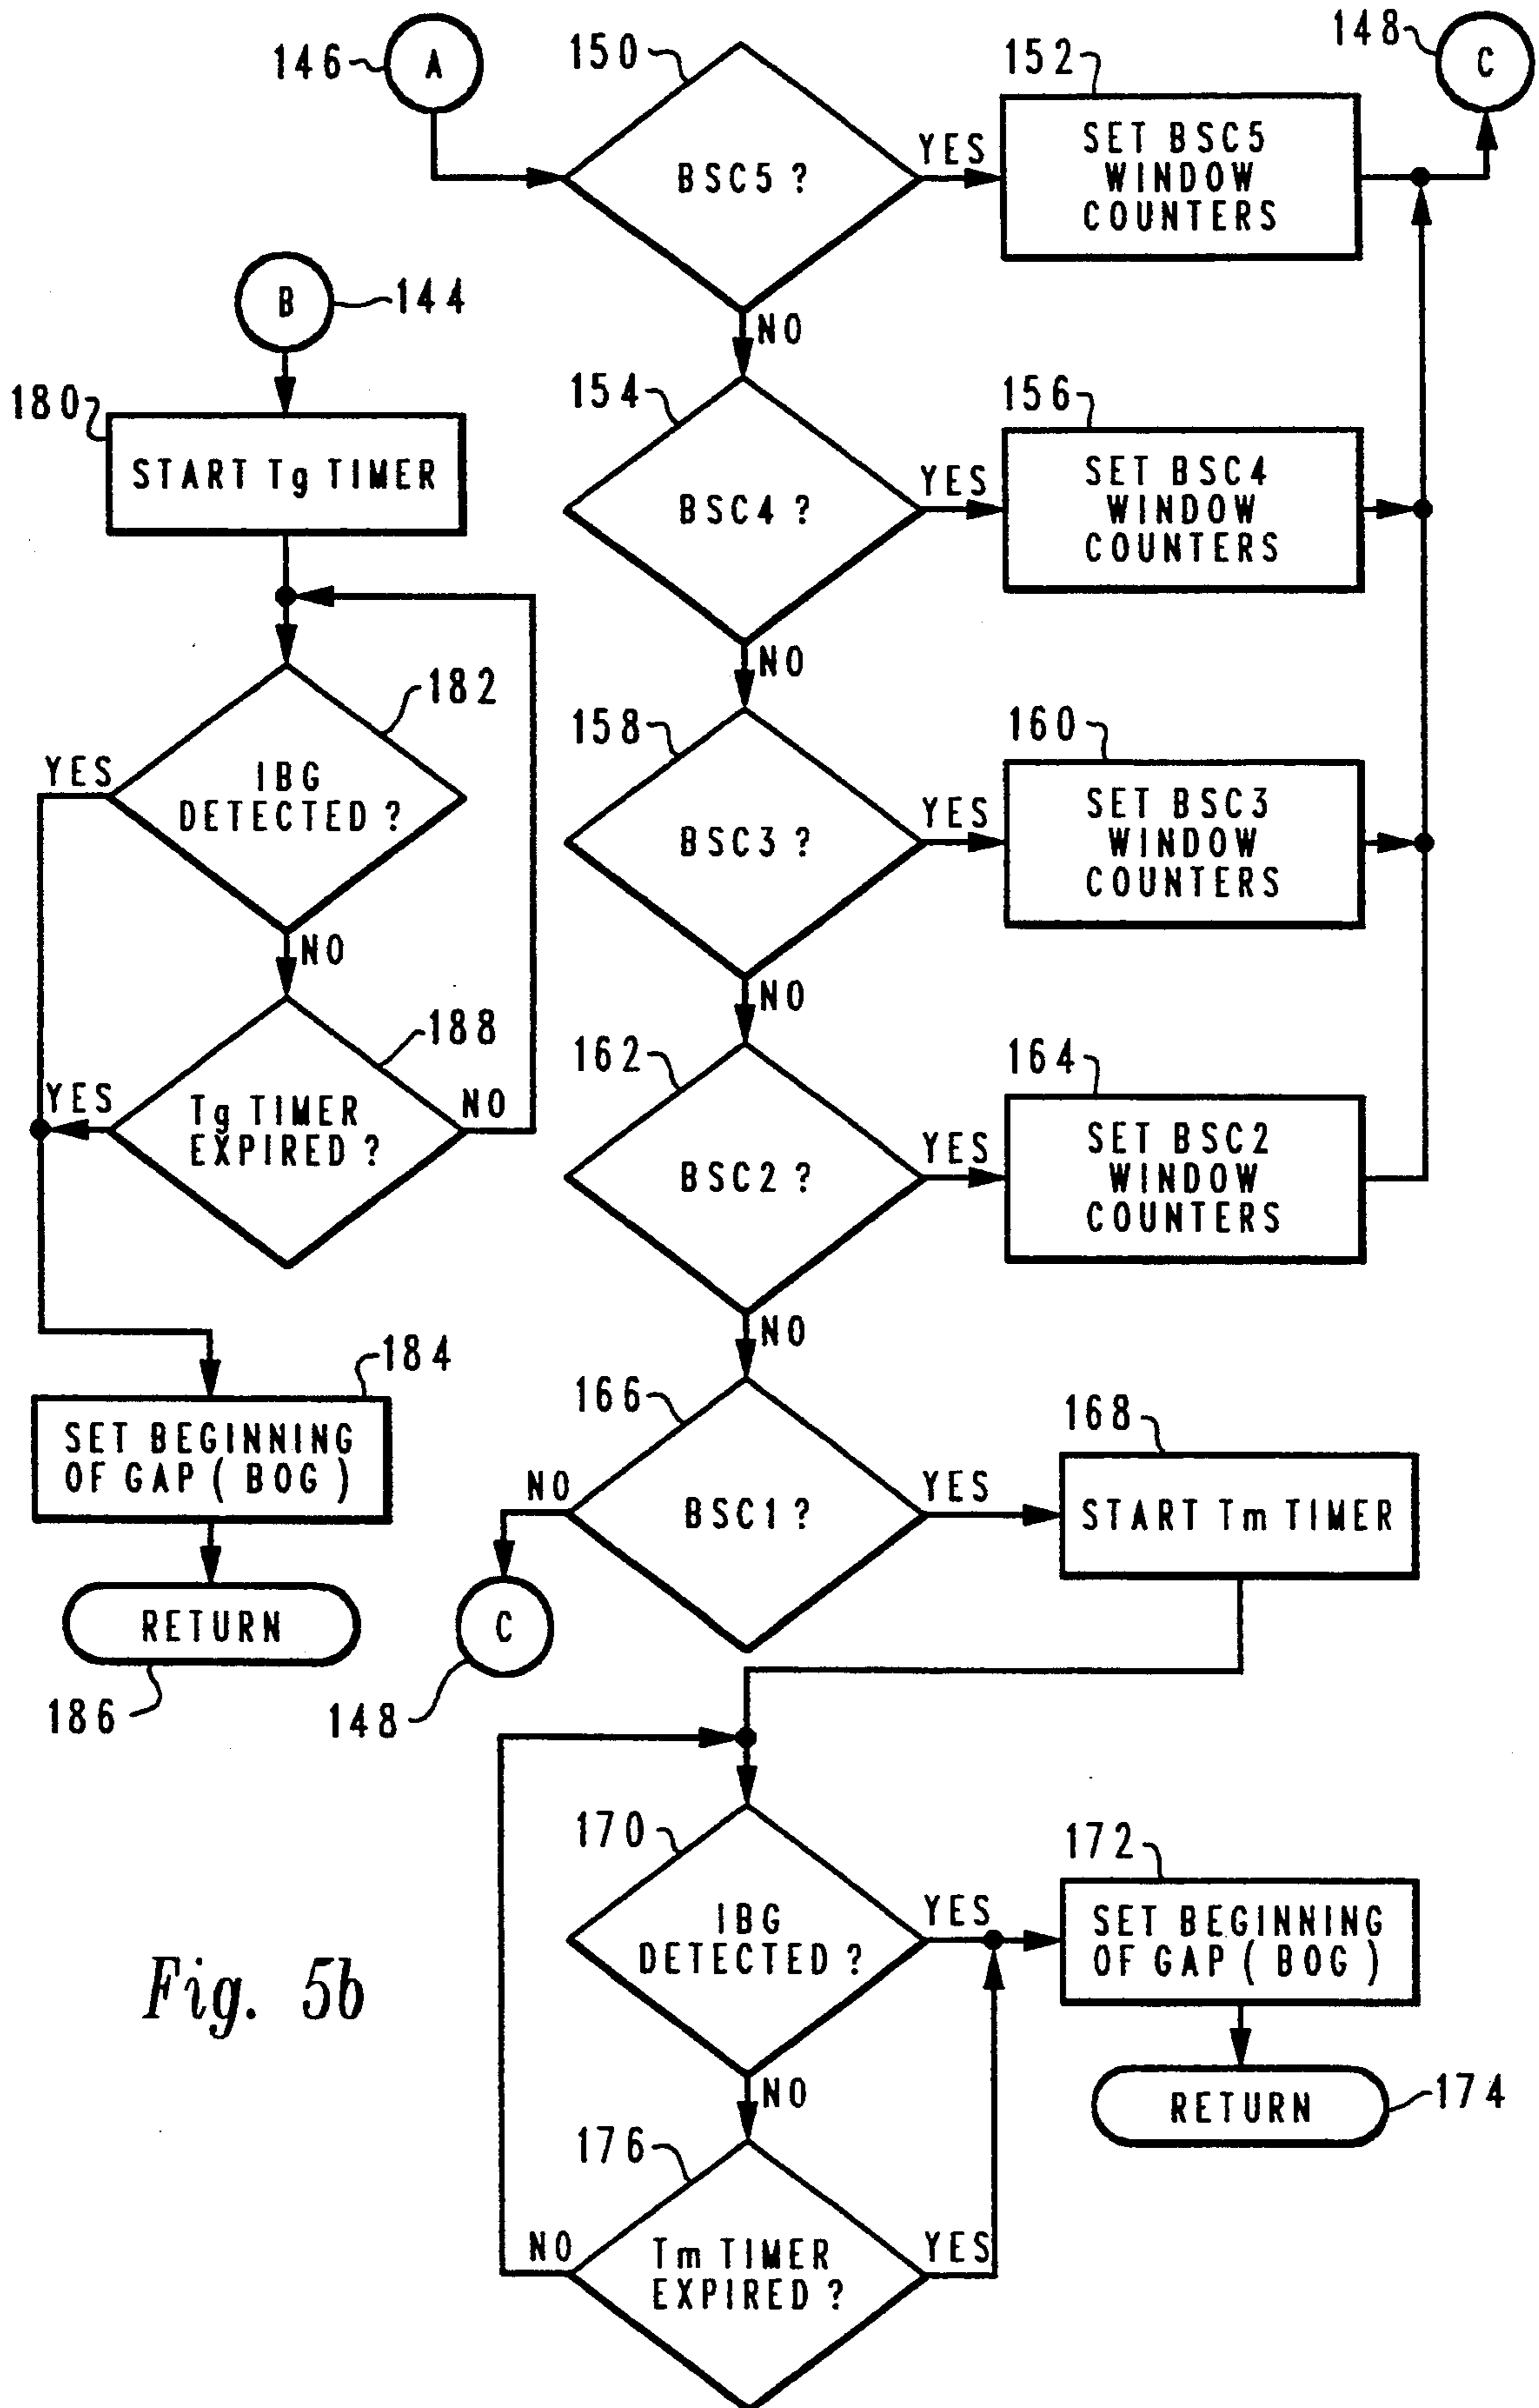 146
A
150
152
148
C
BSC5 ?
YES
SET BSC5
WINDOW
COUNTERS
NO
B
144
180
START Tg TIMER
154
156
BSC4 ?
YES
SET BSC4
WINDOW
COUNTERS
NO
182
IBG
DETECTED ?
YES
NO
158
160
BSC3 ?
YES
SET BSC3
WINDOW
COUNTERS
NO
188
Tg TIMER
EXPIRED ?
YES
NO
162
164
BSC2 ?
YES
SET BSC2
WINDOW
COUNTERS
NO
184
SET BEGINNING
OF GAP ( BOG )
RETURN
186
166
168
BSC1 ?
NO
YES
START Tm TIMER
C
148
170
172
IBG
DETECTED ?
YES
SET BEGINNING
OF GAP ( BOG )
NO
RETURN
174
176
Tm TIMER
EXPIRED ?
NO
YES
Fig. 5b